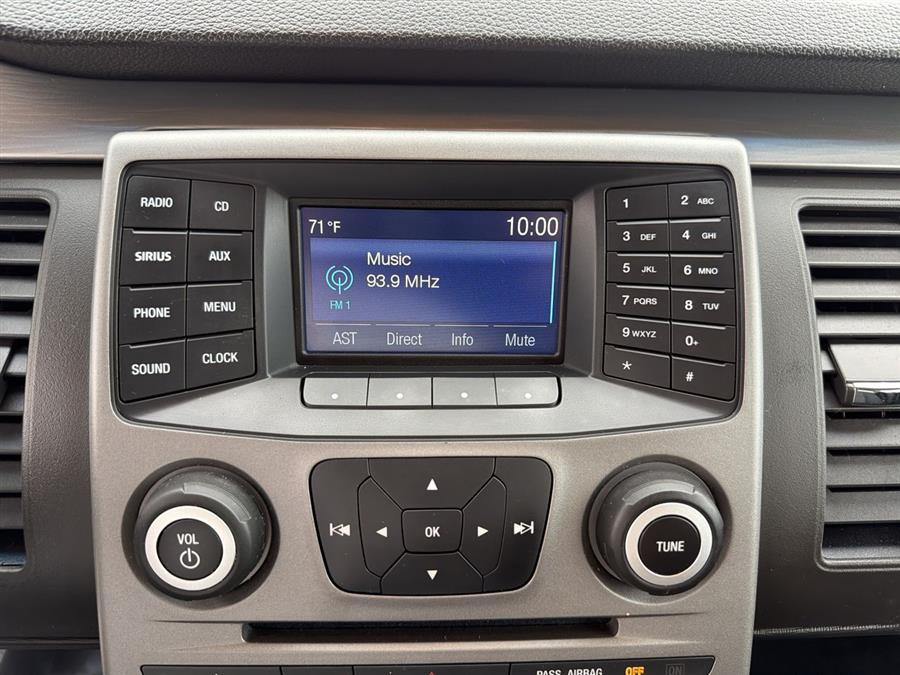 RADIO
CD
SIRIUS
AUX
PHONE
MENU
SOUND
CLOCK
71 °F 10:00
Music
93.9 MHz
FM 1
AST Direct Info Mute
1
2 ABC
3 DEF
4 GHI
5 JKL
6 MNO
7 PQRS
8 TUV
9 WXYZ
0+
*
#
VOL
OK
TUNE
PASS AIRBAG OFF ON